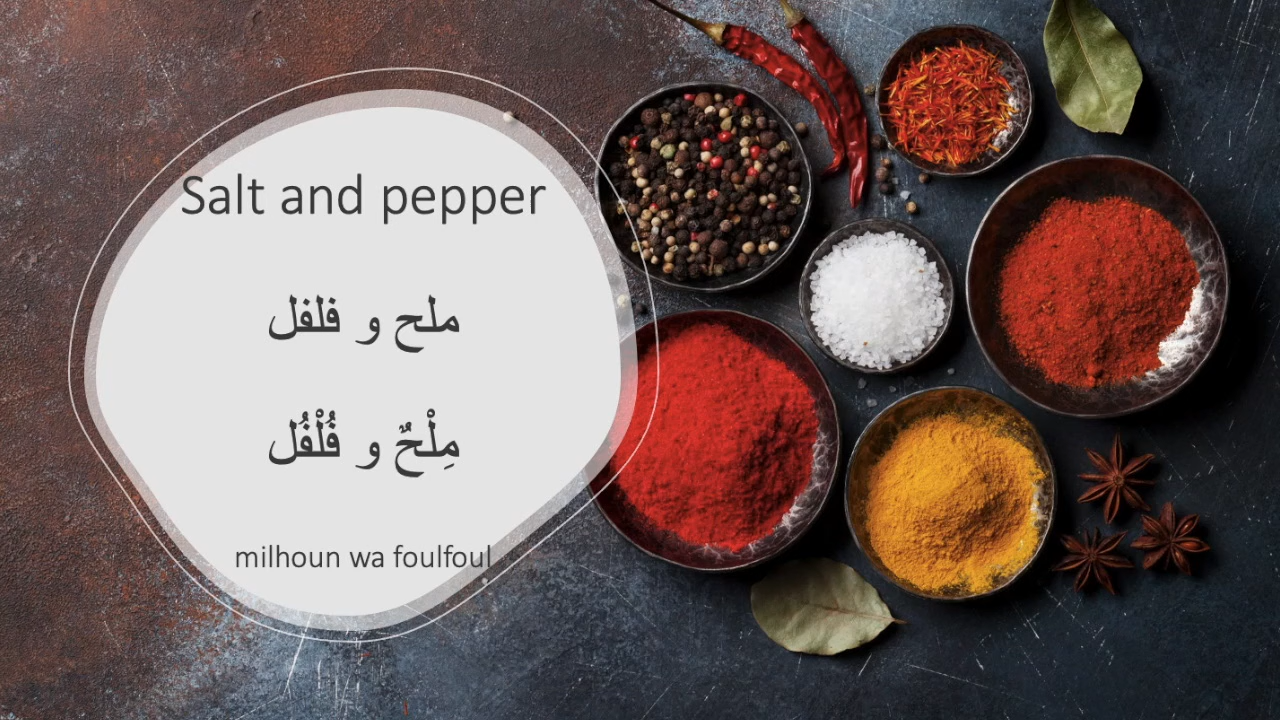 Salt and pepper
ملح و فلفل
مِلْحٌ و فُلْفُل
milhoun wa foulfoul